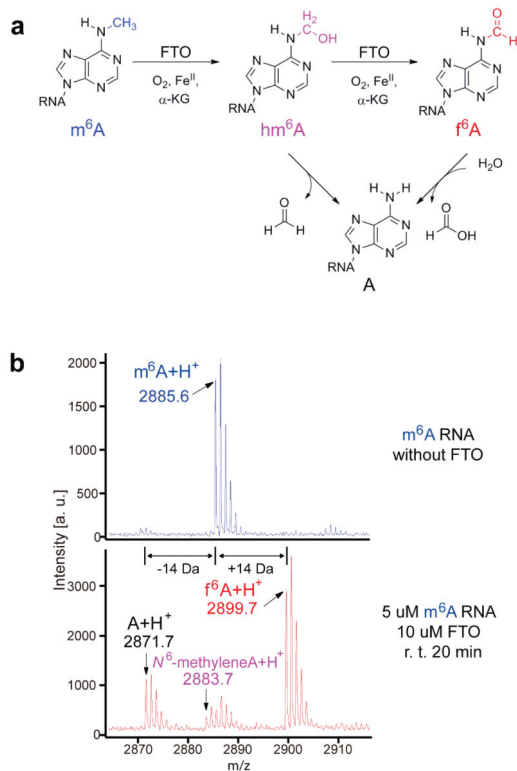 a
N CH₃
H
N N N N
RNA
m⁶A
FTO
O₂, Feᴵᴵ,
α-KG
H₂
N C OH
H
N N N N
RNA
hm⁶A
FTO
O₂, Feᴵᴵ,
α-KG
O
HN C H
N N N N
RNA
f⁶A
H₂O
O
H H
H N H
N N N N
RNA
A
O
H OH
b
Intensity [a. u.]
2000
1500
1000
500
0
m⁶A+H⁺
2885.6
m⁶A RNA
without FTO
3000
2000
1000
0
-14 Da
+14 Da
A+H⁺
2871.7
N⁶-methyleneA+H⁺
2883.7
f⁶A+H⁺
2899.7
5 uM m⁶A RNA
10 uM FTO
r. t. 20 min
2870 2880 2890 2900 2910
m/z